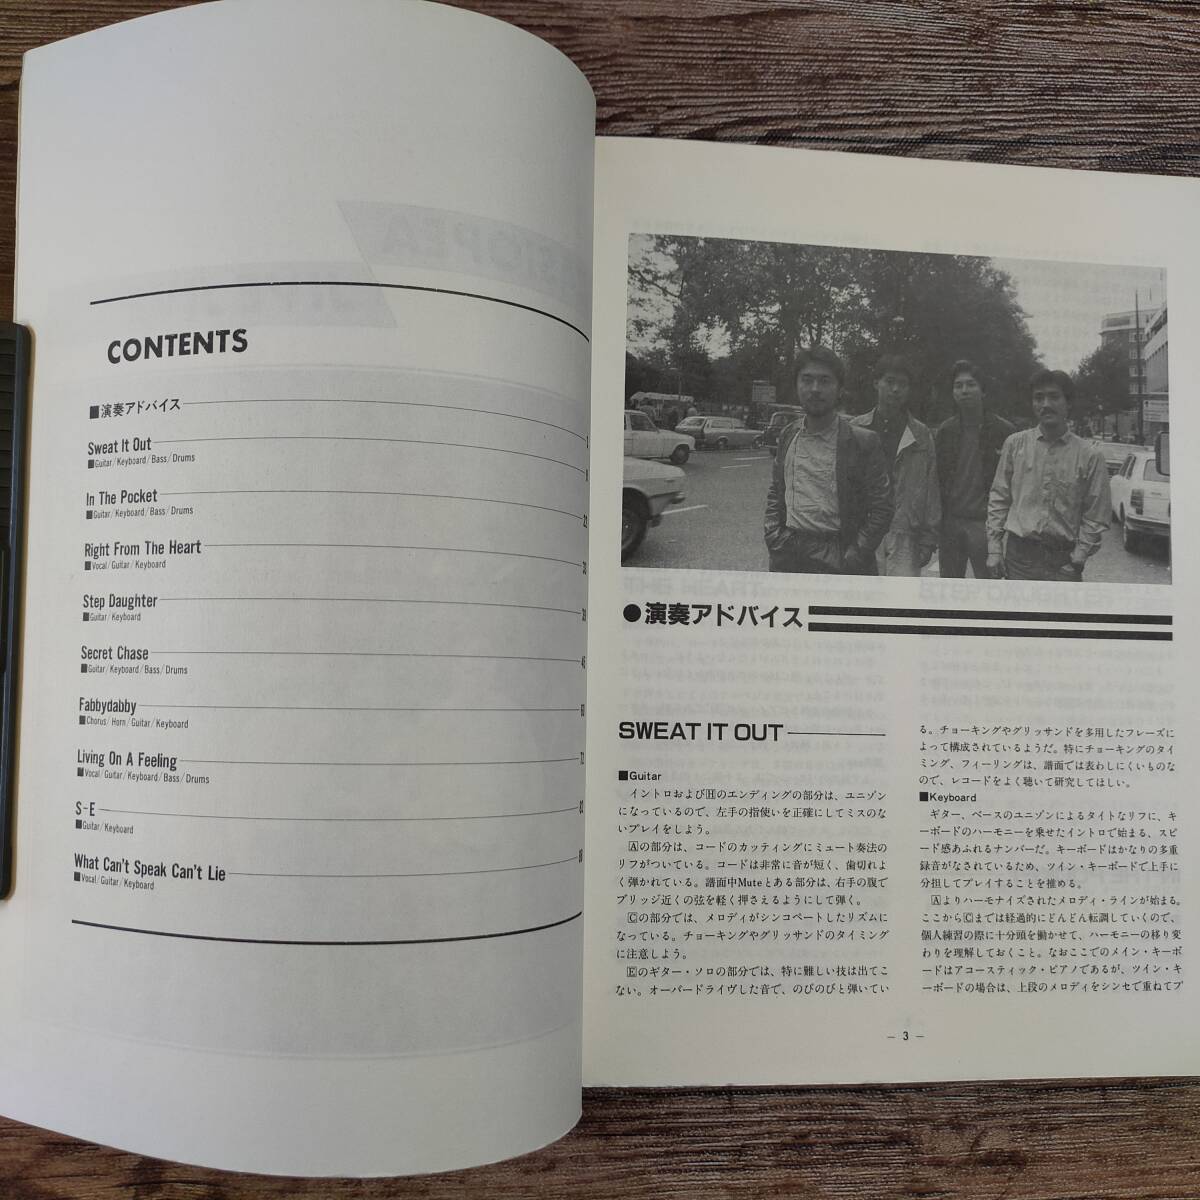 CONTENTS
■演奏アドバイス
Sweat It Out
■Guitar/Keyboard/Bass/Drums
In The Pocket
■Guitar/Keyboard/Bass/Drums
22
Right From The Heart
■Vocal/Guitar/Keyboard
Step Daughter
■Guitar/Keyboard
39
Secret Chase
■Guitar/Keyboard/Bass/Drums
Fabbydabby
■Chorus/Horn/Guitar/Keyboard
60
Living On A Feeling
■Vocal/Guitar/Keyboard/Bass/Drums
72
S-E
■Guitar/Keyboard
What Can't Speak Can't Lie
■Vocal/Guitar/Keyboard
●演奏アドバイス
SWEAT IT OUT
■Guitar
イントロおよびHのエンディングの部分は、ユニゾン
になっているので、左手の指使いを正確にしてミスのな
いプレイをしよう。
Aの部分は、コードのカッティングにミュート奏法の
リフがついている。コードは非常に音が短く、歯切れよ
く弾かれている。譜面中Muteとある部分は、右手の腹で
ブリッジ近くの弦を軽く押さえるようにして弾く。
Cの部分では、メロディがシンコペートしたリズムに
なっている。チョーキングやグリッサンドのタイミング
に注意しよう。
Eのギター・ソロの部分では、特に難しい技は出てこ
ない。オーバードライヴした音で、のびのびと弾いてい
る。チョーキングやグリッサンドを多用したフレーズに
よって構成されているようだ。特にチョーキングのタイ
ミング、フィーリングは、譜面では表わしにくいものな
ので、レコードをよく聴いて研究してほしい。
■Keyboard
ギター、ベースのユニゾンによるタイトなリフに、キ
ーボードのハーモニーを乗せたイントロで始まる、スピ
ード感あふれるナンバーだ。キーボードはかなりの多重
録音がなされているため、ツイン・キーボードで上手に
分担してプレイすることを推める。
Aよりハーモナイズされたメロディ・ラインが始まる。
ここからCまでは経過的にどんどん転調していくので、
個人練習の際に十分頭を働かせて、ハーモニーの移り変
わりを理解しておくこと。なおここでのメイン・キーボ
ードはアコースティック・ピアノであるが、ツイン・キ
ーボードの場合は、上段のメロディをシンセで重ねてプ
— 3 —